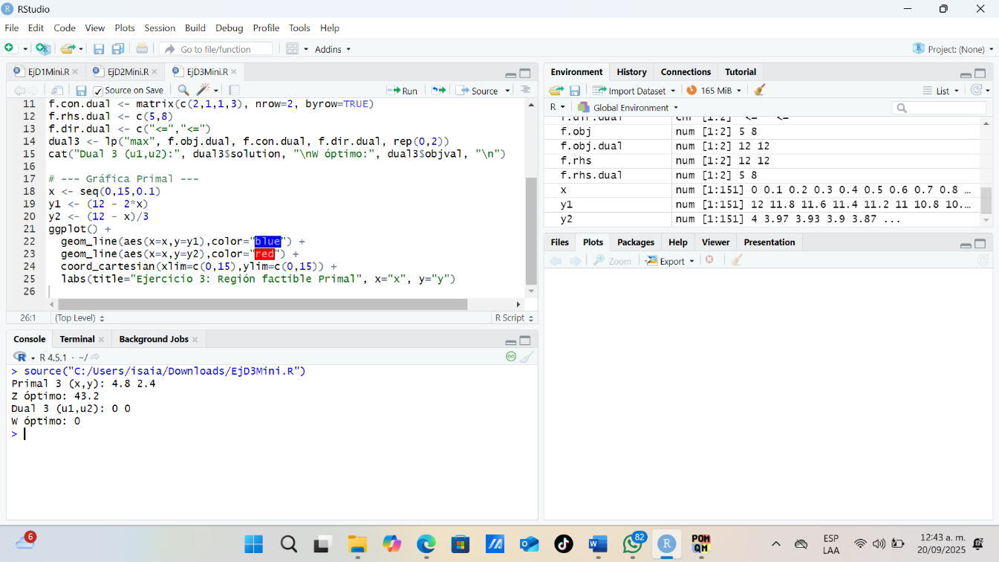 RStudio
File Edit Code View Plots Session Build Debug Profile Tools Help
Go to file/function Addins Project: (None)
EjD1Mini.R EjD2Mini.R EjD3Mini.R
Source on Save Run Source
11 f.con.dual <- matrix(c(2,1,1,3), nrow=2, byrow=TRUE)
12 f.rhs.dual <- c(5,8)
13 f.dir.dual <- c("<=","<=")
14 dual3 <- lp("max", f.obj.dual, f.con.dual, f.dir.dual, rep(0,2))
15 cat("Dual 3 (u1,u2):", dual3$solution, "\nW óptimo:", dual3$objval, "\n")
16
17 # --- Gráfica Primal ---
18 x <- seq(0,15,0.1)
19 y1 <- (12 - 2*x)
20 y2 <- (12 - x)/3
21 ggplot() +
22 geom_line(aes(x=x,y=y1),color="blue") +
23 geom_line(aes(x=x,y=y2),color="red") +
24 coord_cartesian(xlim=c(0,15),ylim=c(0,15)) +
25 labs(title="Ejercicio 3: Región factible Primal", x="x", y="y")
26
26:1 (Top Level) R Script
Console Terminal Background Jobs
R R 4.5.1 · ~/
> source("C:/Users/isaia/Downloads/EjD3Mini.R")
Primal 3 (x,y): 4.8 2.4
Z óptimo: 43.2
Dual 3 (u1,u2): 0 0
W óptimo: 0
>
Environment History Connections Tutorial
Import Dataset 165 MiB List
R Global Environment
f.dir.dual chr [1:2] "<=" "<="
f.obj num [1:2] 5 8
f.obj.dual num [1:2] 12 12
f.rhs num [1:2] 12 12
f.rhs.dual num [1:2] 5 8
x num [1:151] 0 0.1 0.2 0.3 0.4 0.5 0.6 0.7 0.8 ...
y1 num [1:151] 12 11.8 11.6 11.4 11.2 11 10.8 10....
y2 num [1:151] 4 3.97 3.93 3.9 3.87 ...
Files Plots Packages Help Viewer Presentation
Zoom Export
6
82
POM
QM
ESP
LAA
12:43 a. m.
20/09/2025